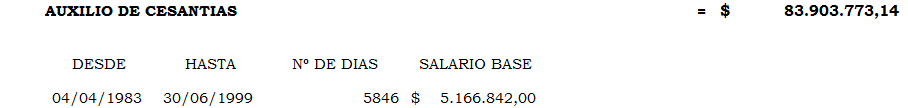 AUXILIO DE CESANTIAS = $ 83.903.773,14
DESDE HASTA Nº DE DIAS SALARIO BASE
04/04/1983 30/06/1999 5846 $ 5.166.842,00